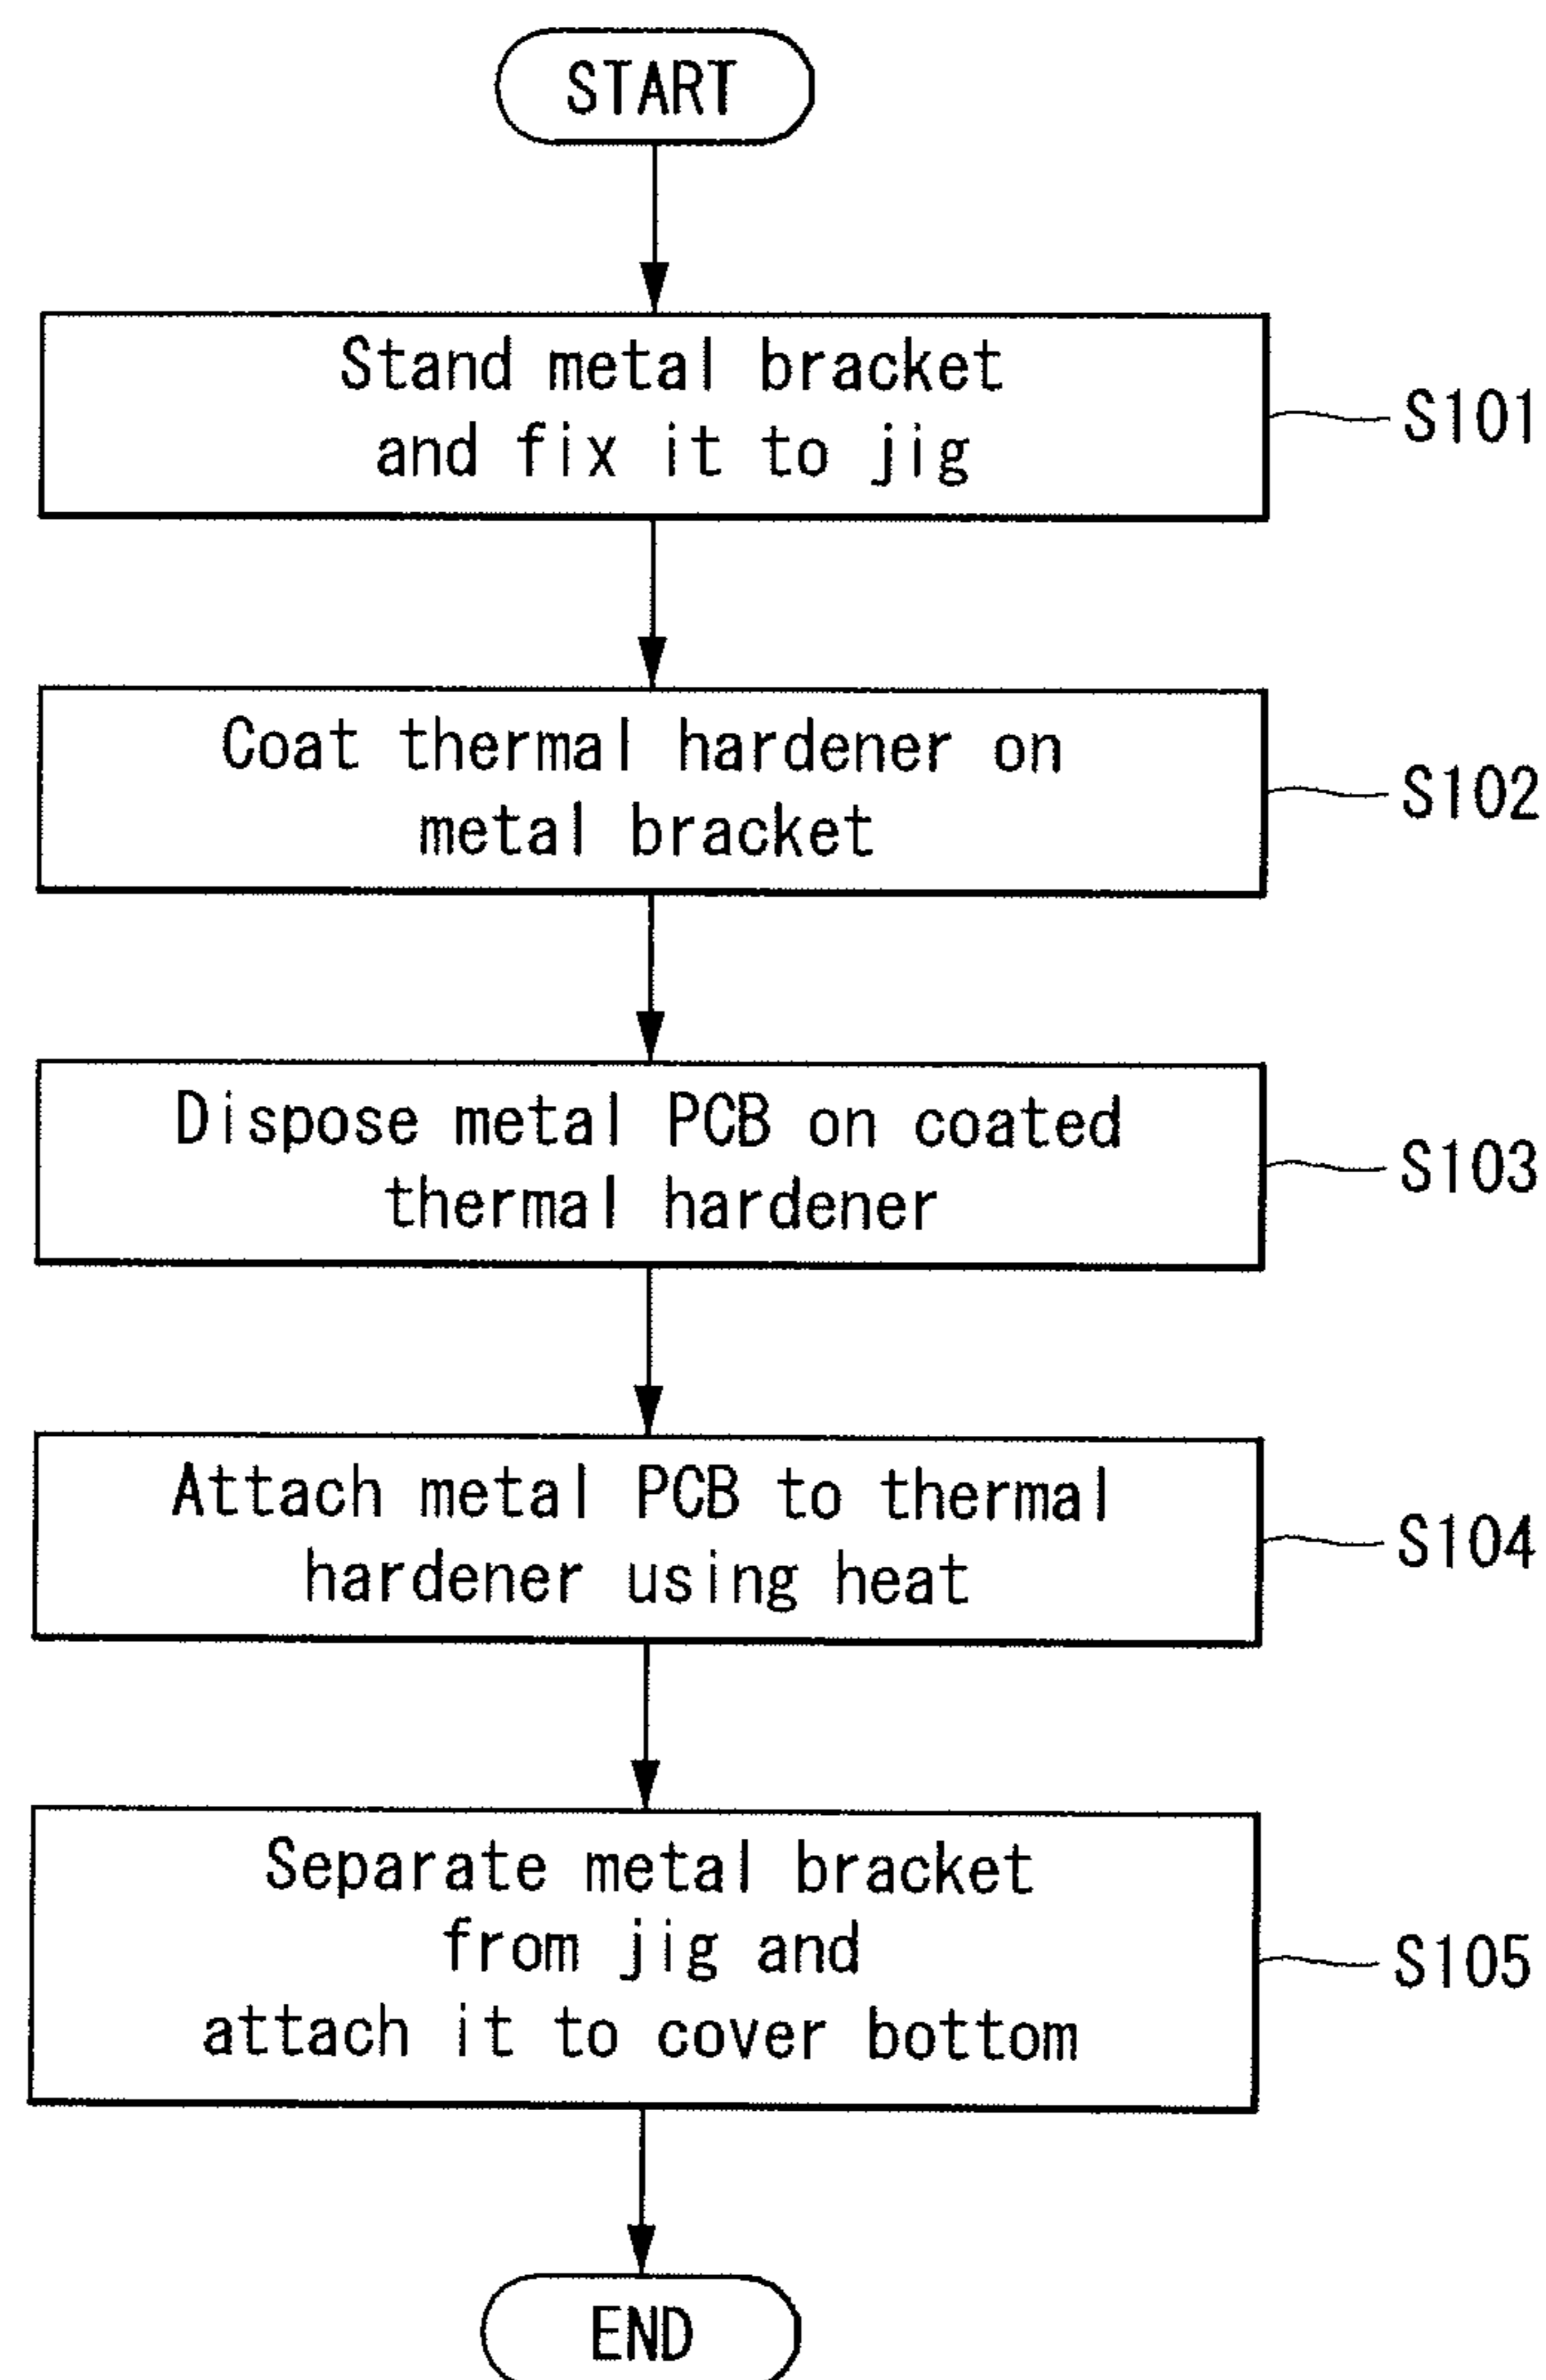 START
Stand metal bracket
and fix it to jig
S101
Coat thermal hardener on
metal bracket
S102
Dispose metal PCB on coated
thermal hardener
S103
Attach metal PCB to thermal
hardener using heat
S104
Separate metal bracket
from jig and
attach it to cover bottom
S105
END